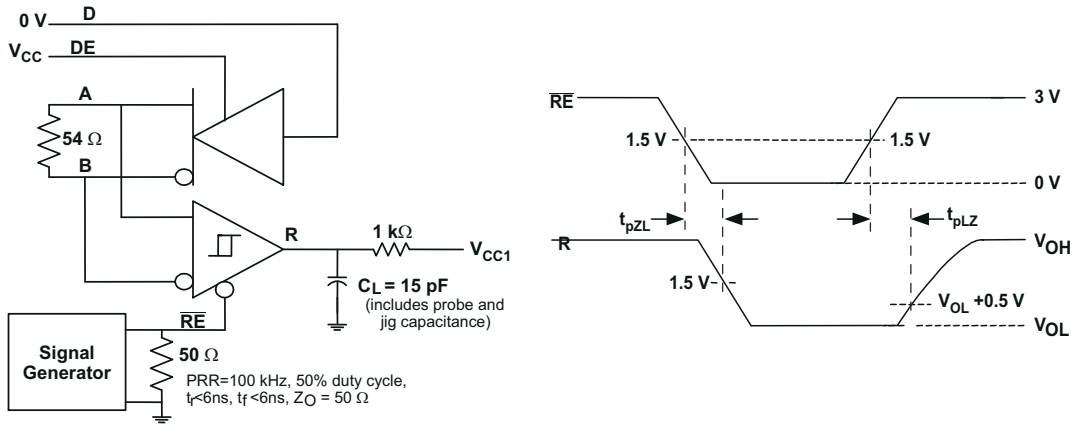 0 V D
VCC DE
A
54 Ω
B
R
1 kΩ
VCC1
CL = 15 pF
(includes probe and
jig capacitance)
RE
Signal
Generator
50 Ω
PRR=100 kHz, 50% duty cycle,
tr<6ns, tf <6ns, ZO = 50 Ω
RE
3 V
1.5 V
1.5 V
0 V
tpZL
tpLZ
R
VOH
1.5 V
VOL +0.5 V
VOL